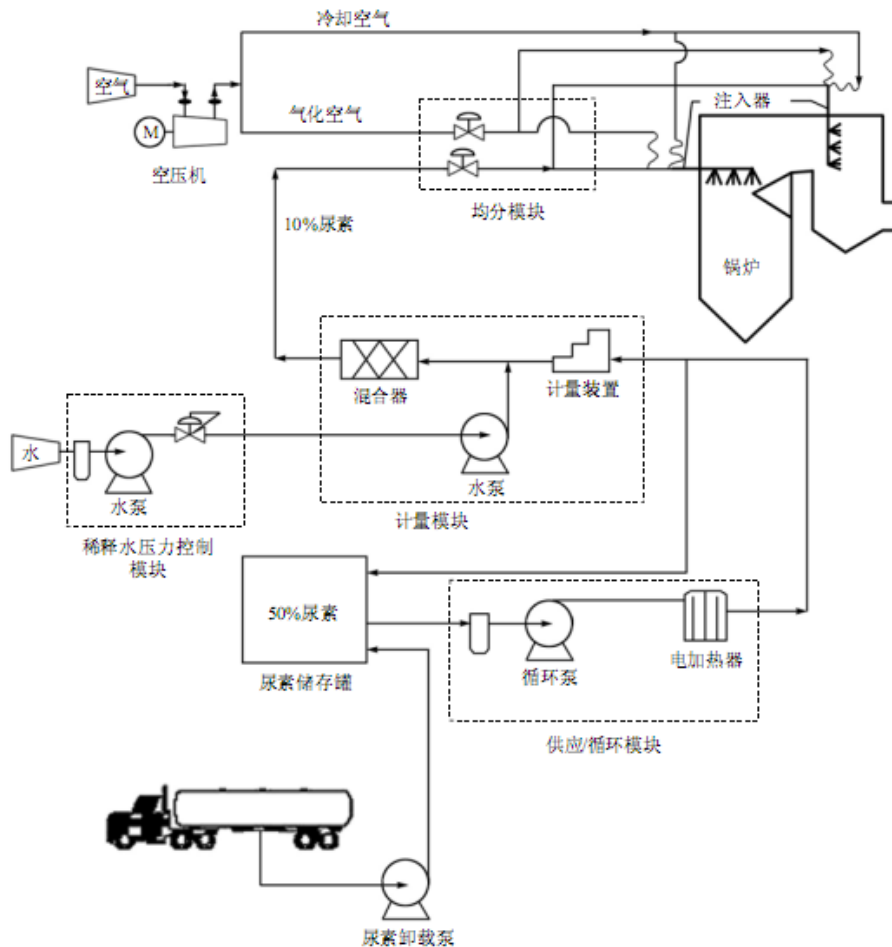 冷却空气
空气
M
气化空气
注入器
空压机
均分模块
10%尿素
锅炉
混合器
计量装置
水
水泵
水泵
计量模块
稀释水压力控制
模块
50%尿素
循环泵
电加热器
尿素储存罐
供应/循环模块
尿素卸载泵